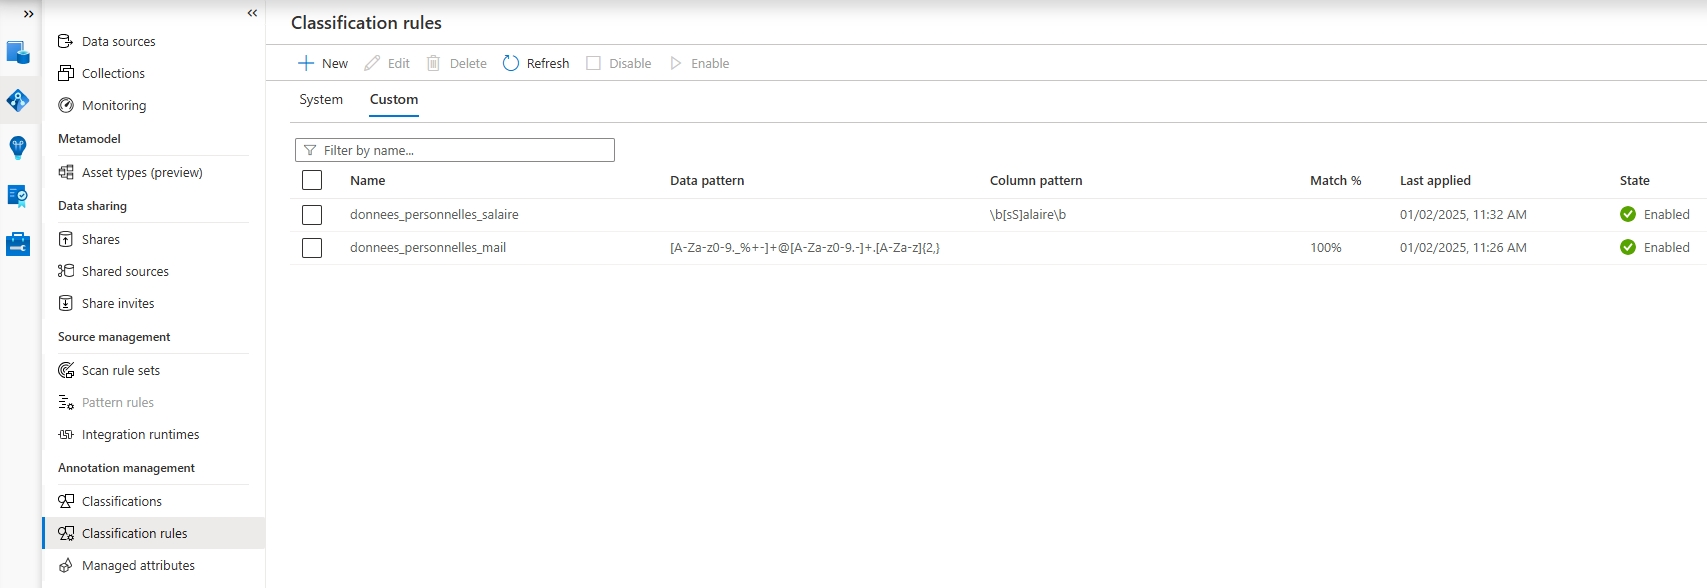 Data sources
Collections
Monitoring
Metamodel
Asset types (preview)
Data sharing
Shares
Shared sources
Share invites
Source management
Scan rule sets
Pattern rules
Integration runtimes
Annotation management
Classifications
Classification rules
Managed attributes
Classification rules
New Edit Delete Refresh Disable Enable
System Custom
Filter by name...
Name Data pattern Column pattern Match % Last applied State
donnees_personnelles_salaire \b[sS]alaire\b 01/02/2025, 11:32 AM Enabled
donnees_personnelles_mail [A-Za-z0-9._%+-]+@[A-Za-z0-9.-]+.[A-Za-z]{2,} 100% 01/02/2025, 11:26 AM Enabled